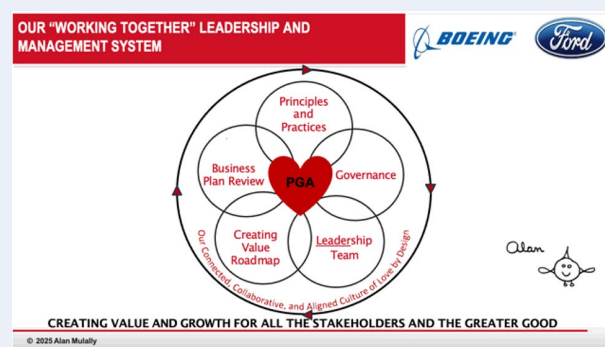 OUR “WORKING TOGETHER” LEADERSHIP AND
MANAGEMENT SYSTEM
BOEING
Ford
Principles
and
Practices
Business
Plan Review
PGA
Governance
Creating
Value
Roadmap
Leadership
Team
Our Connected, Collaborative, and Aligned Culture of Love by Design
Alan
CREATING VALUE AND GROWTH FOR ALL THE STAKEHOLDERS AND THE GREATER GOOD
© 2025 Alan Mulally